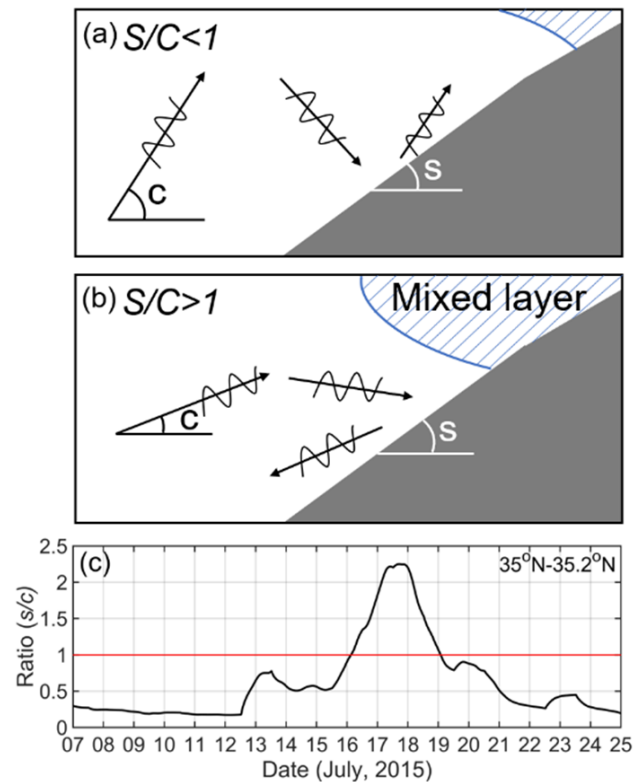 (a) S/C<1
c
s
(b) S/C>1
Mixed layer
c
s
(c)
35°N-35.2°N
2.5
2
1.5
1
0.5
0
Ratio (s/c)
07 08 09 10 11 12 13 14 15 16 17 18 19 20 21 22 23 24 25
Date (July, 2015)